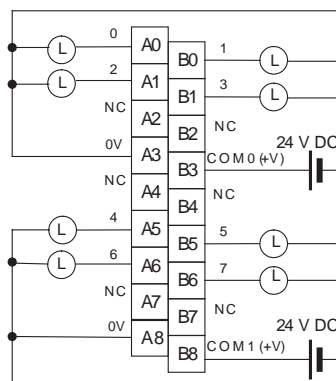 0 A0
L
B0 1 L
2 A1
L
B1 3 L
NC A2
B2 NC
0V A3
24 V DC
B3 COM0 (+V)
NC A4
B4 NC
4 A5
L
B5 5 L
6 A6
L
B6 7 L
NC A7
B7 NC
0V A8
24 V DC
B8 COM1 (+V)